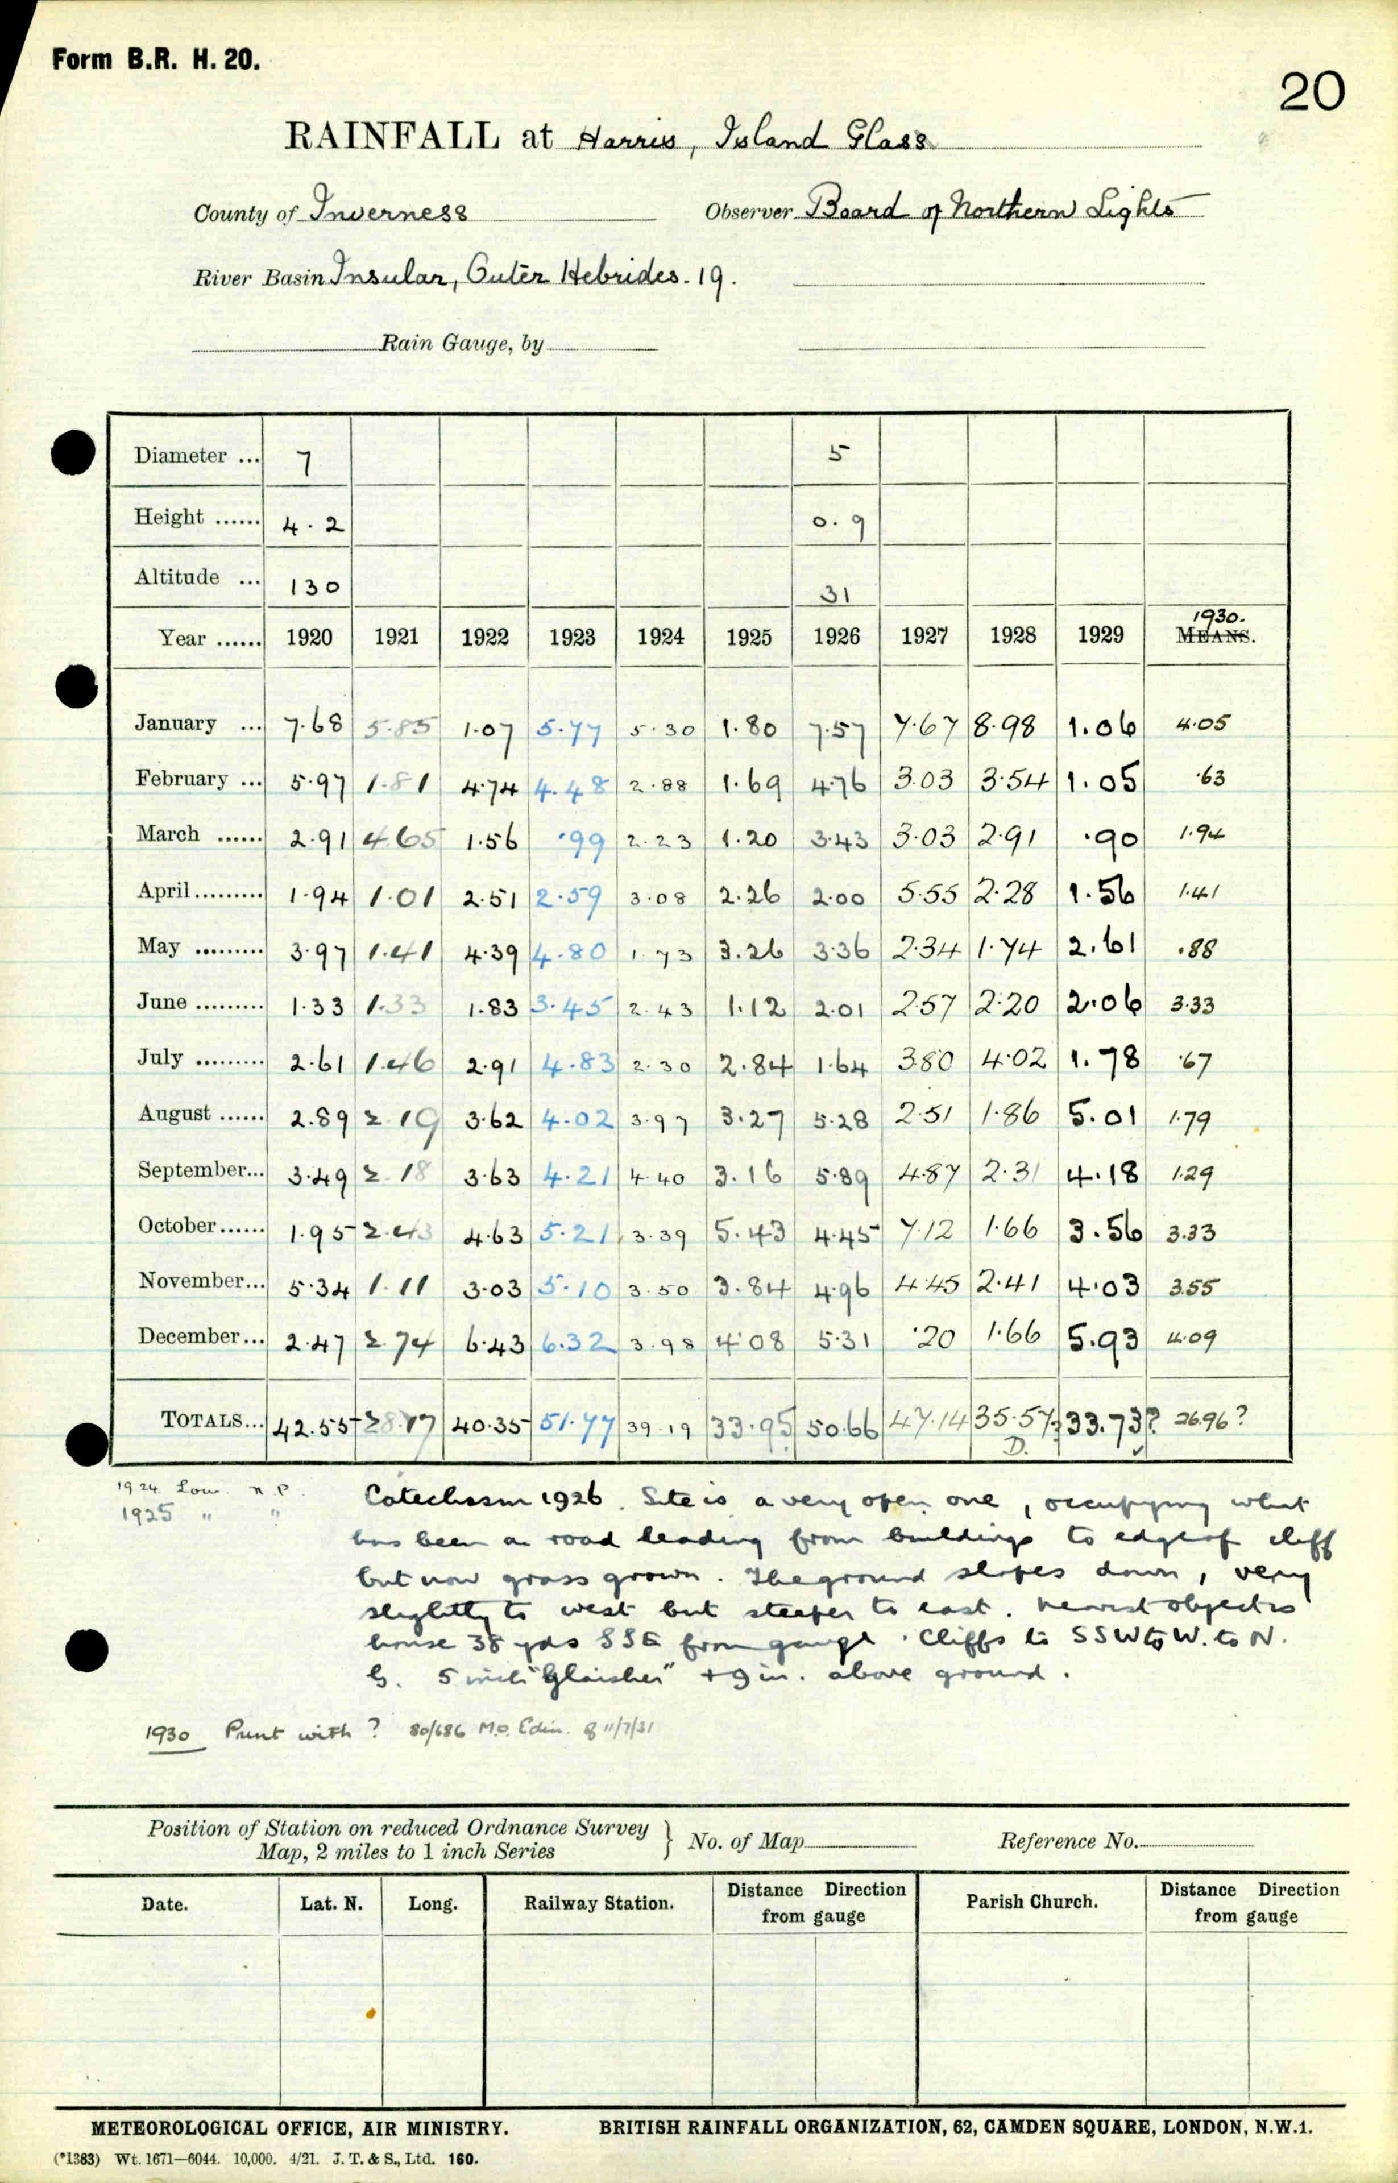 Form B.R. H. 20.
20
RAINFALL at Harris, Island Glass
County of Inverness Observer Board of Northern Lights
River Basin Insular, Outer Hebrides. 19.
Rain Gauge, by
Diameter ... 7 5
Height ...... 4.2 0.9
Altitude ... 130 31
1930.
Year ...... 1920 1921 1922 1923 1924 1925 1926 1927 1928 1929 MEANS.
January ... 7.68 5.85 1.07 5.77 5.30 1.80 7.57 7.67 8.98 1.06 4.05
February ... 5.97 1.81 4.74 4.48 2.88 1.69 4.76 3.03 3.54 1.05 .63
March ...... 2.91 4.65 1.56 .99 2.23 1.20 3.43 3.03 2.91 .90 1.94
April......... 1.94 1.01 2.51 2.59 3.08 2.26 2.00 5.55 2.28 1.56 1.41
May ......... 3.97 1.41 4.39 4.80 1.73 3.26 3.36 2.34 1.74 2.61 .88
June ......... 1.33 1.33 1.83 3.45 2.43 1.12 2.01 2.57 2.20 2.06 3.33
July ......... 2.61 1.46 2.91 4.83 2.30 2.84 1.64 3.80 4.02 1.78 .67
August ...... 2.89 2.19 3.62 4.02 3.97 3.27 5.28 2.51 1.86 5.01 1.79
September... 3.49 2.18 3.63 4.21 4.40 3.16 5.89 4.87 2.31 4.18 1.29
October...... 1.95 2.43 4.63 5.21 3.39 5.43 4.45 7.12 1.66 3.56 3.33
November... 5.34 1.11 3.03 5.10 3.50 3.84 4.96 4.45 2.41 4.03 3.55
December... 2.47 2.74 6.43 6.32 3.98 4.08 5.31 .20 1.66 5.93 4.09
TOTALS... 42.55 28.17 40.35 51.77 39.19 33.95 50.66 47.14 35.57? 33.73? 26.96?
D. ✓
1924 Low. n.P.
1925 " "
Catechism 1926. Site is a very open one, occupying what
has been a road leading from buildings to edge of cliff
but now grass grown. The ground slopes down, very
slightly to west but steeper to east. Nearest object is
house 38 yds SSE from gauge. Cliffs to SSW to W. to N.
G. 5 inch "Glaisher" + 9 in. above ground.
1930 Print with ? 80/686 M.O. Edin. 11/7/31
Position of Station on reduced Ordnance Survey
Map, 2 miles to 1 inch Series } No. of Map Reference No.
Date. Lat. N. Long. Railway Station. Distance Direction from gauge Parish Church. Distance Direction from gauge
METEOROLOGICAL OFFICE, AIR MINISTRY. BRITISH RAINFALL ORGANIZATION, 62, CAMDEN SQUARE, LONDON, N.W.1.
(*1383) Wt. 1671—6044. 10,000. 4/21. J. T. & S., Ltd. 160.